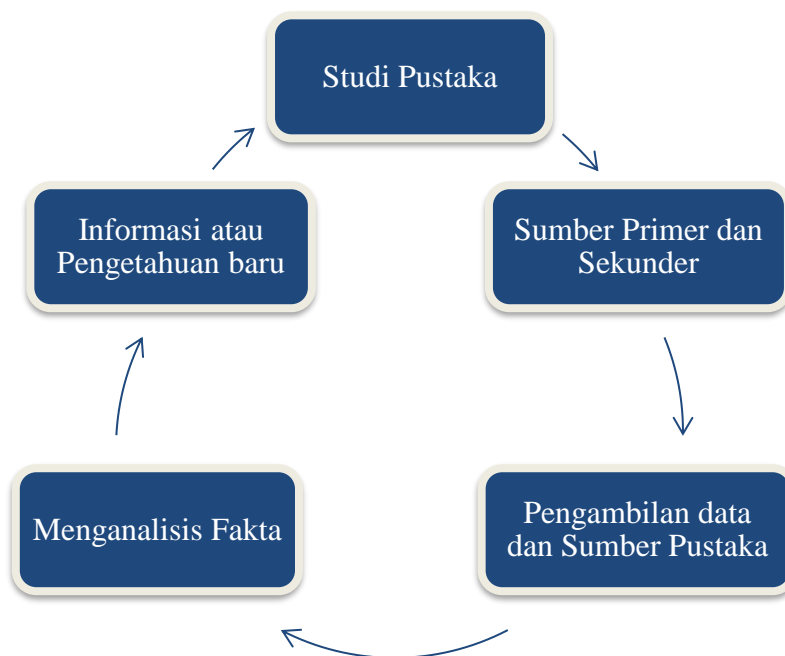 Studi Pustaka
Sumber Primer dan
Sekunder
Pengambilan data
dan Sumber Pustaka
Menganalisis Fakta
Informasi atau
Pengetahuan baru